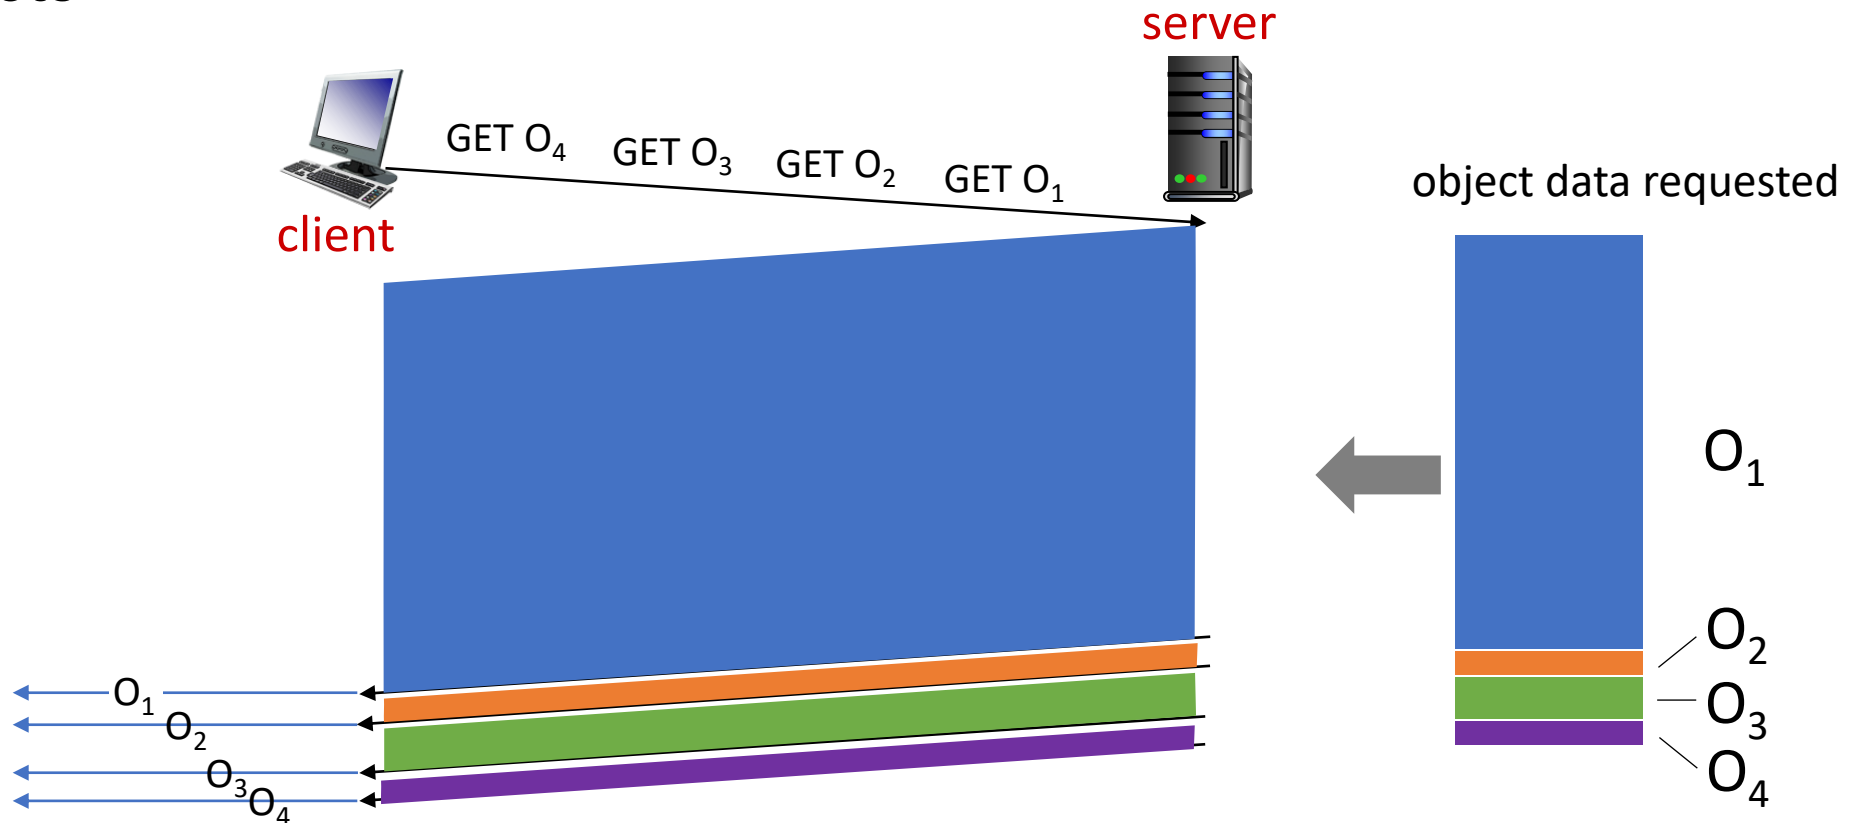 server
GET O₄ GET O₃ GET O₂ GET O₁
object data requested
client
O₁
O₂
O₃
O₄
O₁
O₂
O₃
O₄